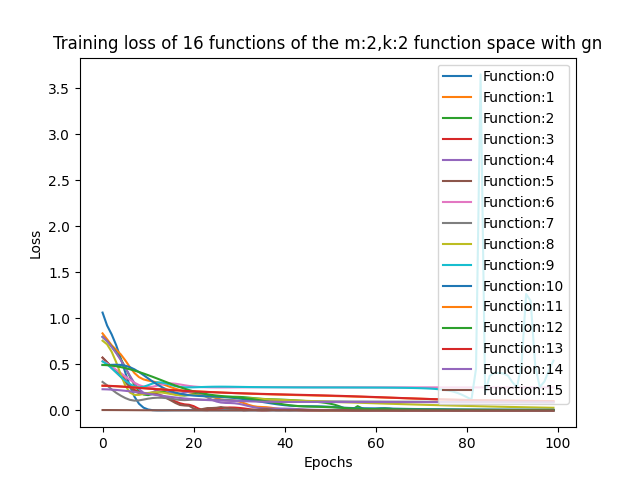 Training loss of 16 functions of the m:2,k:2 function space with gn
Function:0
Function:1
Function:2
Function:3
Function:4
Function:5
Function:6
Function:7
Function:8
Function:9
Function:10
Function:11
Function:12
Function:13
Function:14
Function:15
3.5
3.0
2.5
2.0
1.5
1.0
0.5
0.0
Loss
0 20 40 60 80 100
Epochs